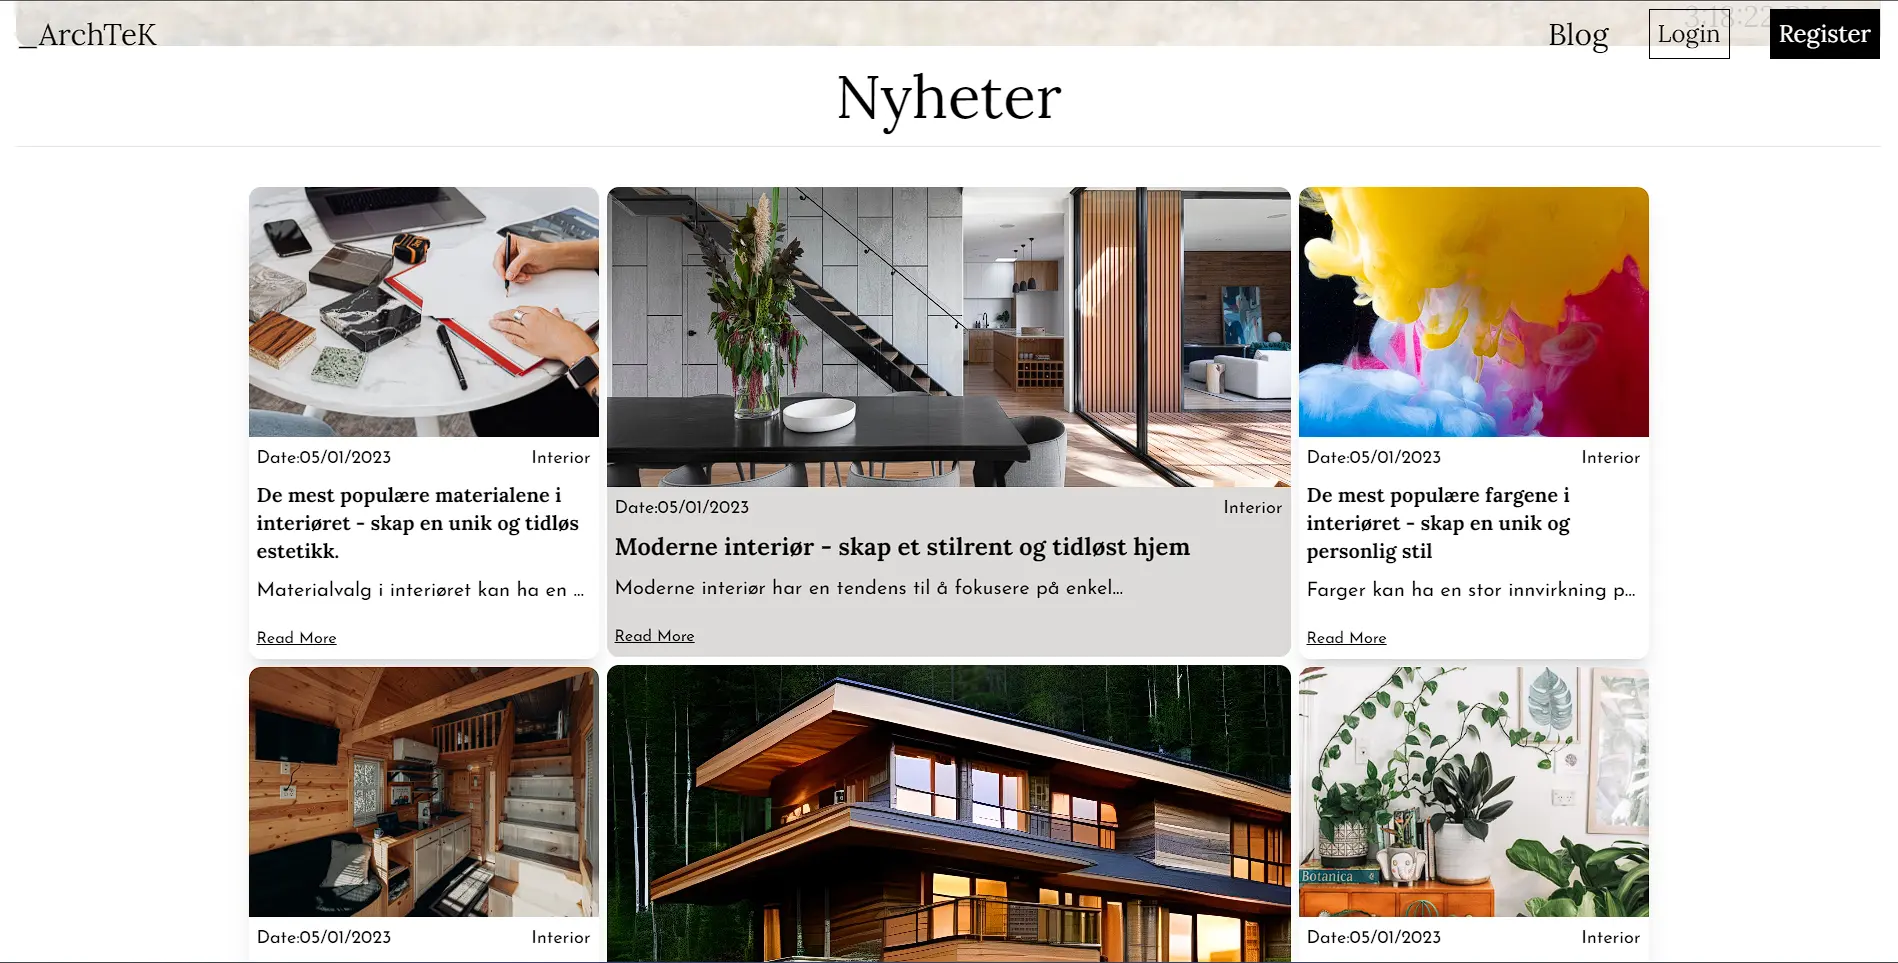 _ArchTeK
Blog
Login
Register
3:18:22
Nyheter
Date:05/01/2023
Interior
De mest populære materialene i
interiøret - skap en unik og tidløs
estetikk.
Materialvalg i interiøret kan ha en ...
Read More
Date:05/01/2023
Interior
Moderne interiør - skap et stilrent og tidløst hjem
Moderne interiør har en tendens til å fokusere på enkel...
Read More
Date:05/01/2023
Interior
De mest populære fargene i
interiøret - skap en unik og
personlig stil
Farger kan ha en stor innvirkning p...
Read More
Date:05/01/2023
Interior
Botanica
Date:05/01/2023
Interior